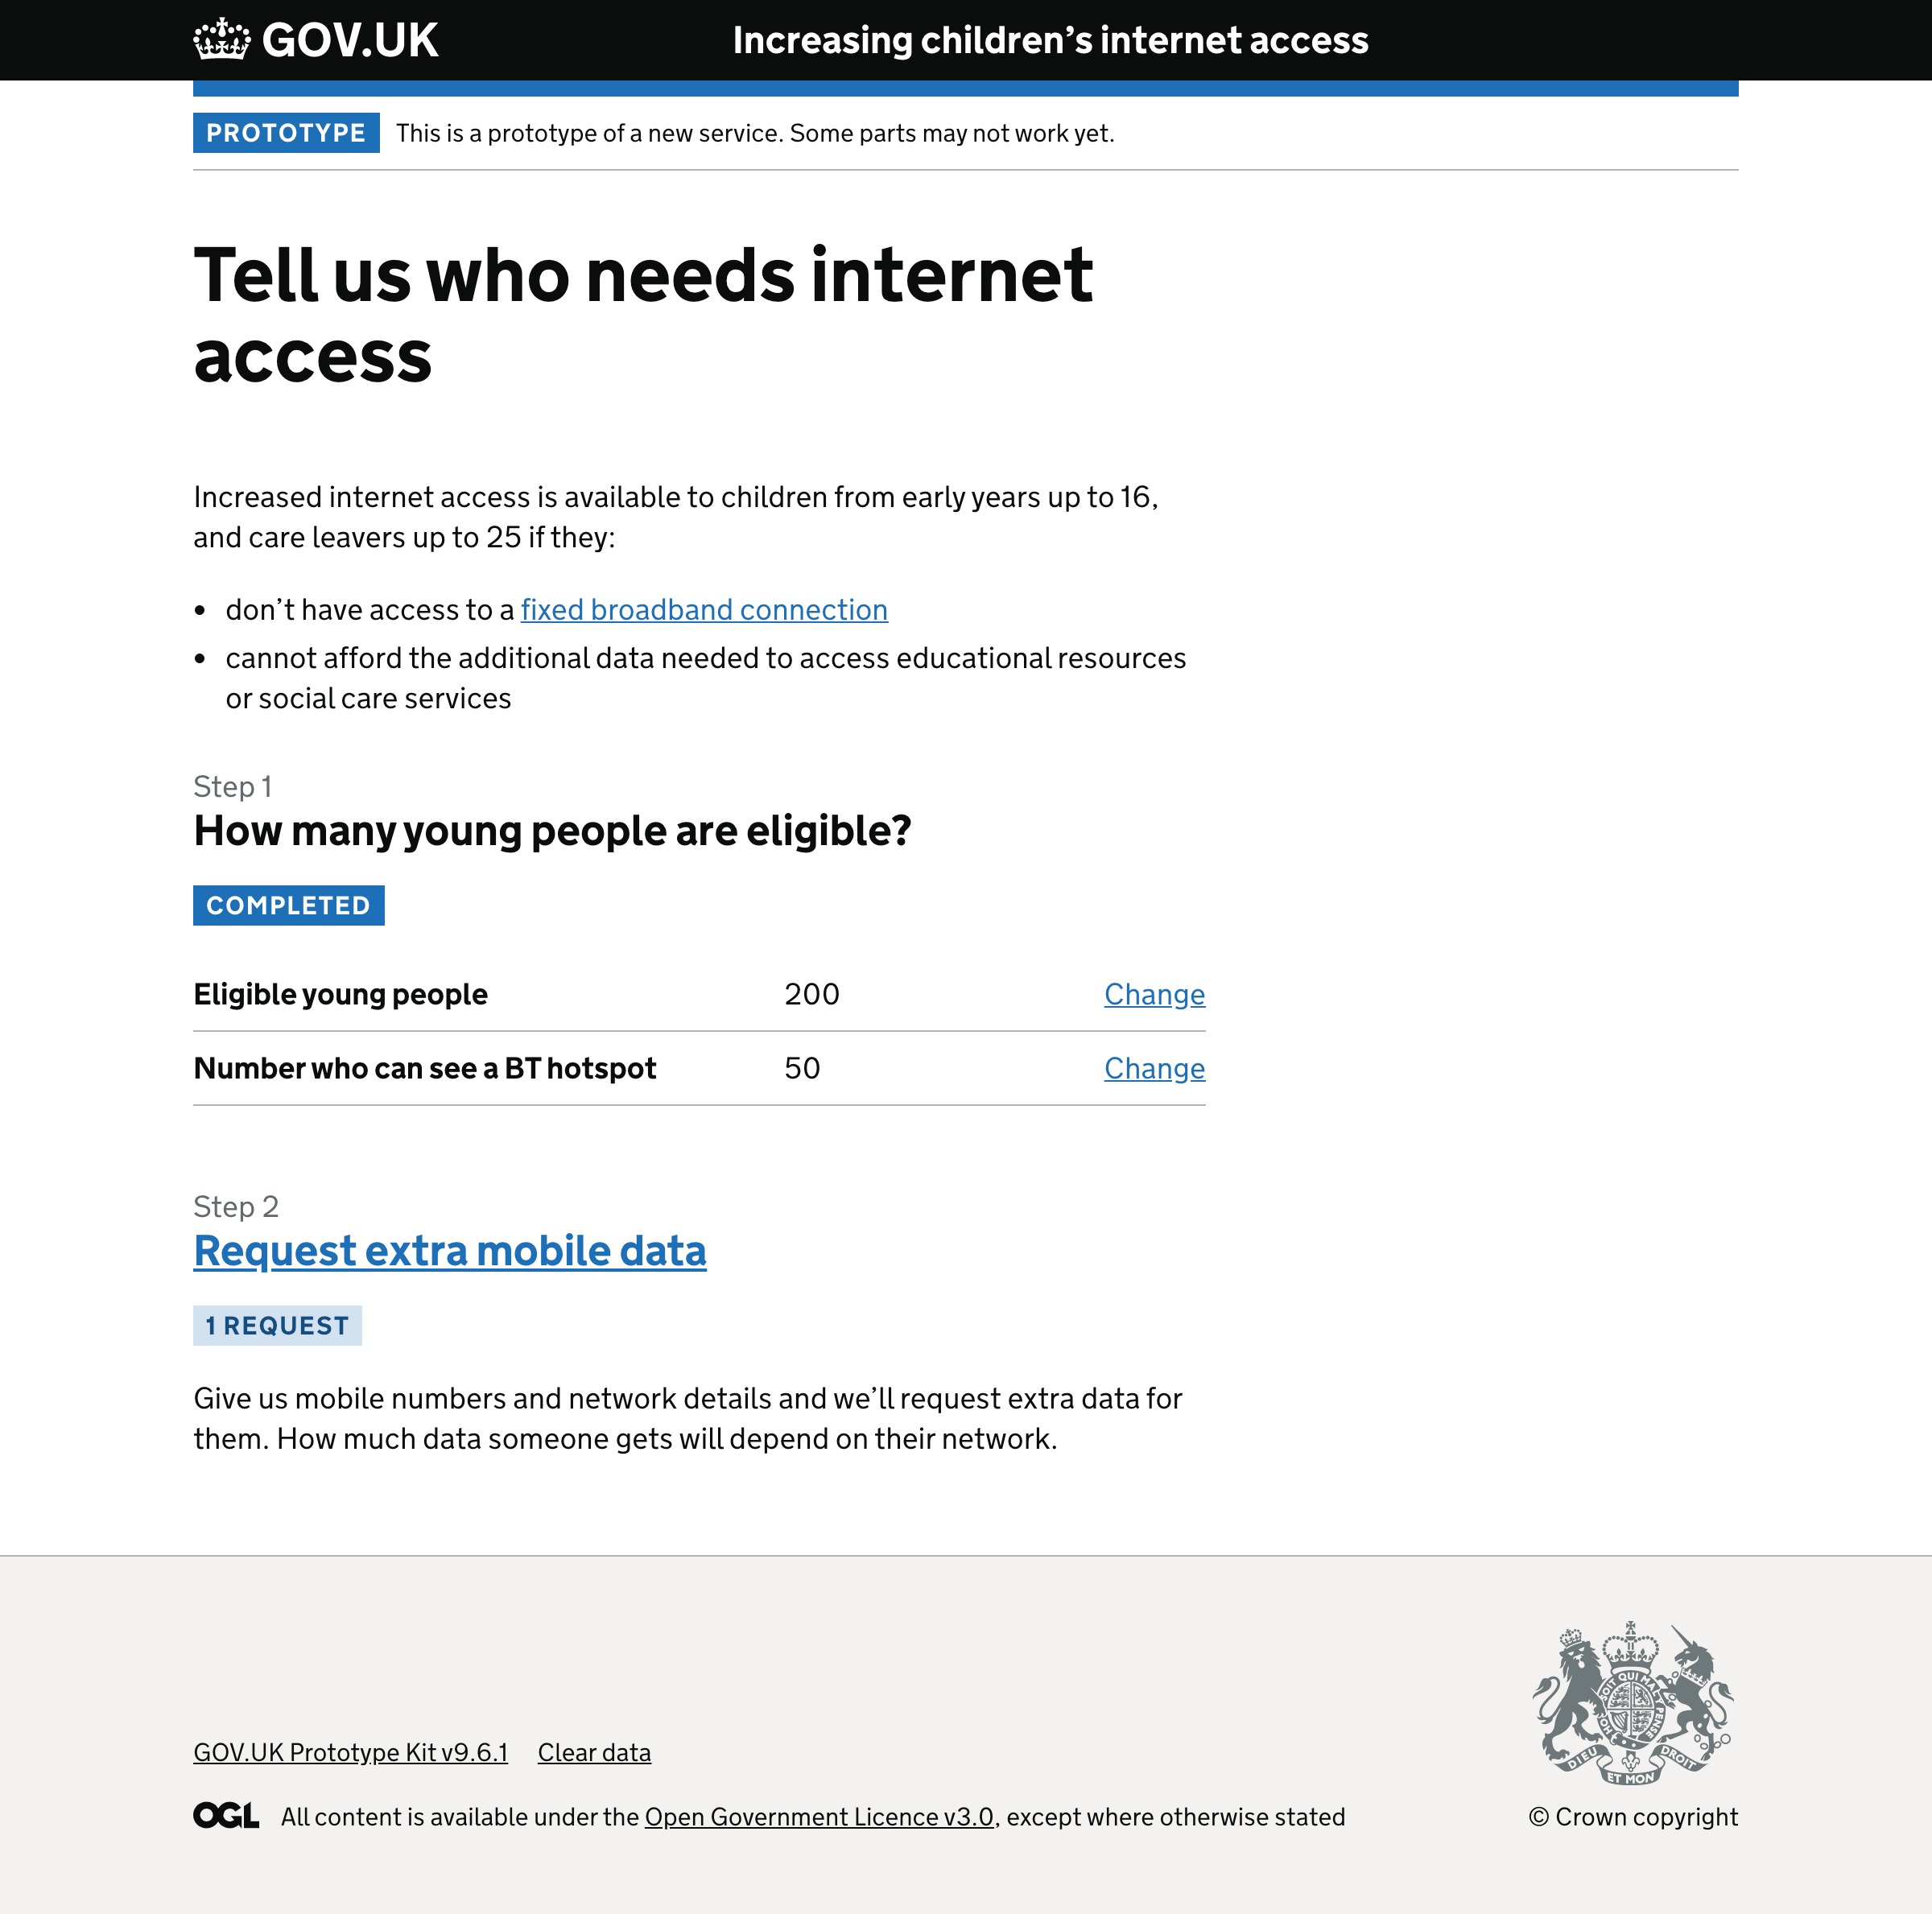 GOV.UK
Increasing children’s internet access
PROTOTYPE
This is a prototype of a new service. Some parts may not work yet.
Tell us who needs internet
access
Increased internet access is available to children from early years up to 16,
and care leavers up to 25 if they:
• don’t have access to a fixed broadband connection
• cannot afford the additional data needed to access educational resources
or social care services
Step 1
How many young people are eligible?
COMPLETED
Eligible young people 200 Change
Number who can see a BT hotspot 50 Change
Step 2
Request extra mobile data
1 REQUEST
Give us mobile numbers and network details and we’ll request extra data for
them. How much data someone gets will depend on their network.
GOV.UK Prototype Kit v9.6.1 Clear data
OGL All content is available under the Open Government Licence v3.0, except where otherwise stated
DIEU ET MON DROIT
© Crown copyright